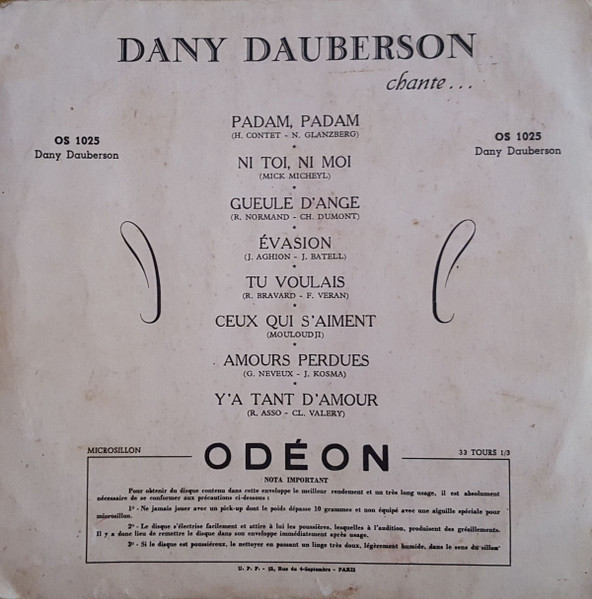 DANY DAUBERSON
chante...
OS 1025
Dany Dauberson
OS 1025
Dany Dauberson
PADAM, PADAM
(H. CONTET - N. GLANZBERG)
NI TOI, NI MOI
(MICK MICHEYL)
GUEULE D'ANGE
(R. NORMAND - CH. DUMONT)
ÉVASION
(J. AGHION - J. BATELL)
TU VOULAIS
(R. BRAVARD - F. VERAN)
CEUX QUI S'AIMENT
(MOULOUDJI)
AMOURS PERDUES
(G. NEVEUX - J. KOSMA)
Y'A TANT D'AMOUR
(R. ASSO - CL. VALERY)
MICROSILLON
ODÉON
33 TOURS 1/3
NOTA IMPORTANT
Pour obtenir du disque contenu dans cette enveloppe le meilleur rendement et un très long usage, il est absolument
nécessaire de se conformer aux précautions ci-dessous :
1° - Ne jamais jouer avec un pick-up dont le poids dépasse 10 grammes et non équipé avec une aiguille spéciale pour
microsillon.
2° - Le disque s'électrise facilement et attire à lui les poussières, lesquelles à l'audition, produisent des grésillements.
Il y a donc lieu de remettre le disque dans son enveloppe immédiatement après usage.
3° - Si le disque est poussiéreux, le nettoyer en passant un linge très doux, légèrement humide, dans le sens du sillon
U. P. P. - 12, Rue du 4-Septembre - PARIS